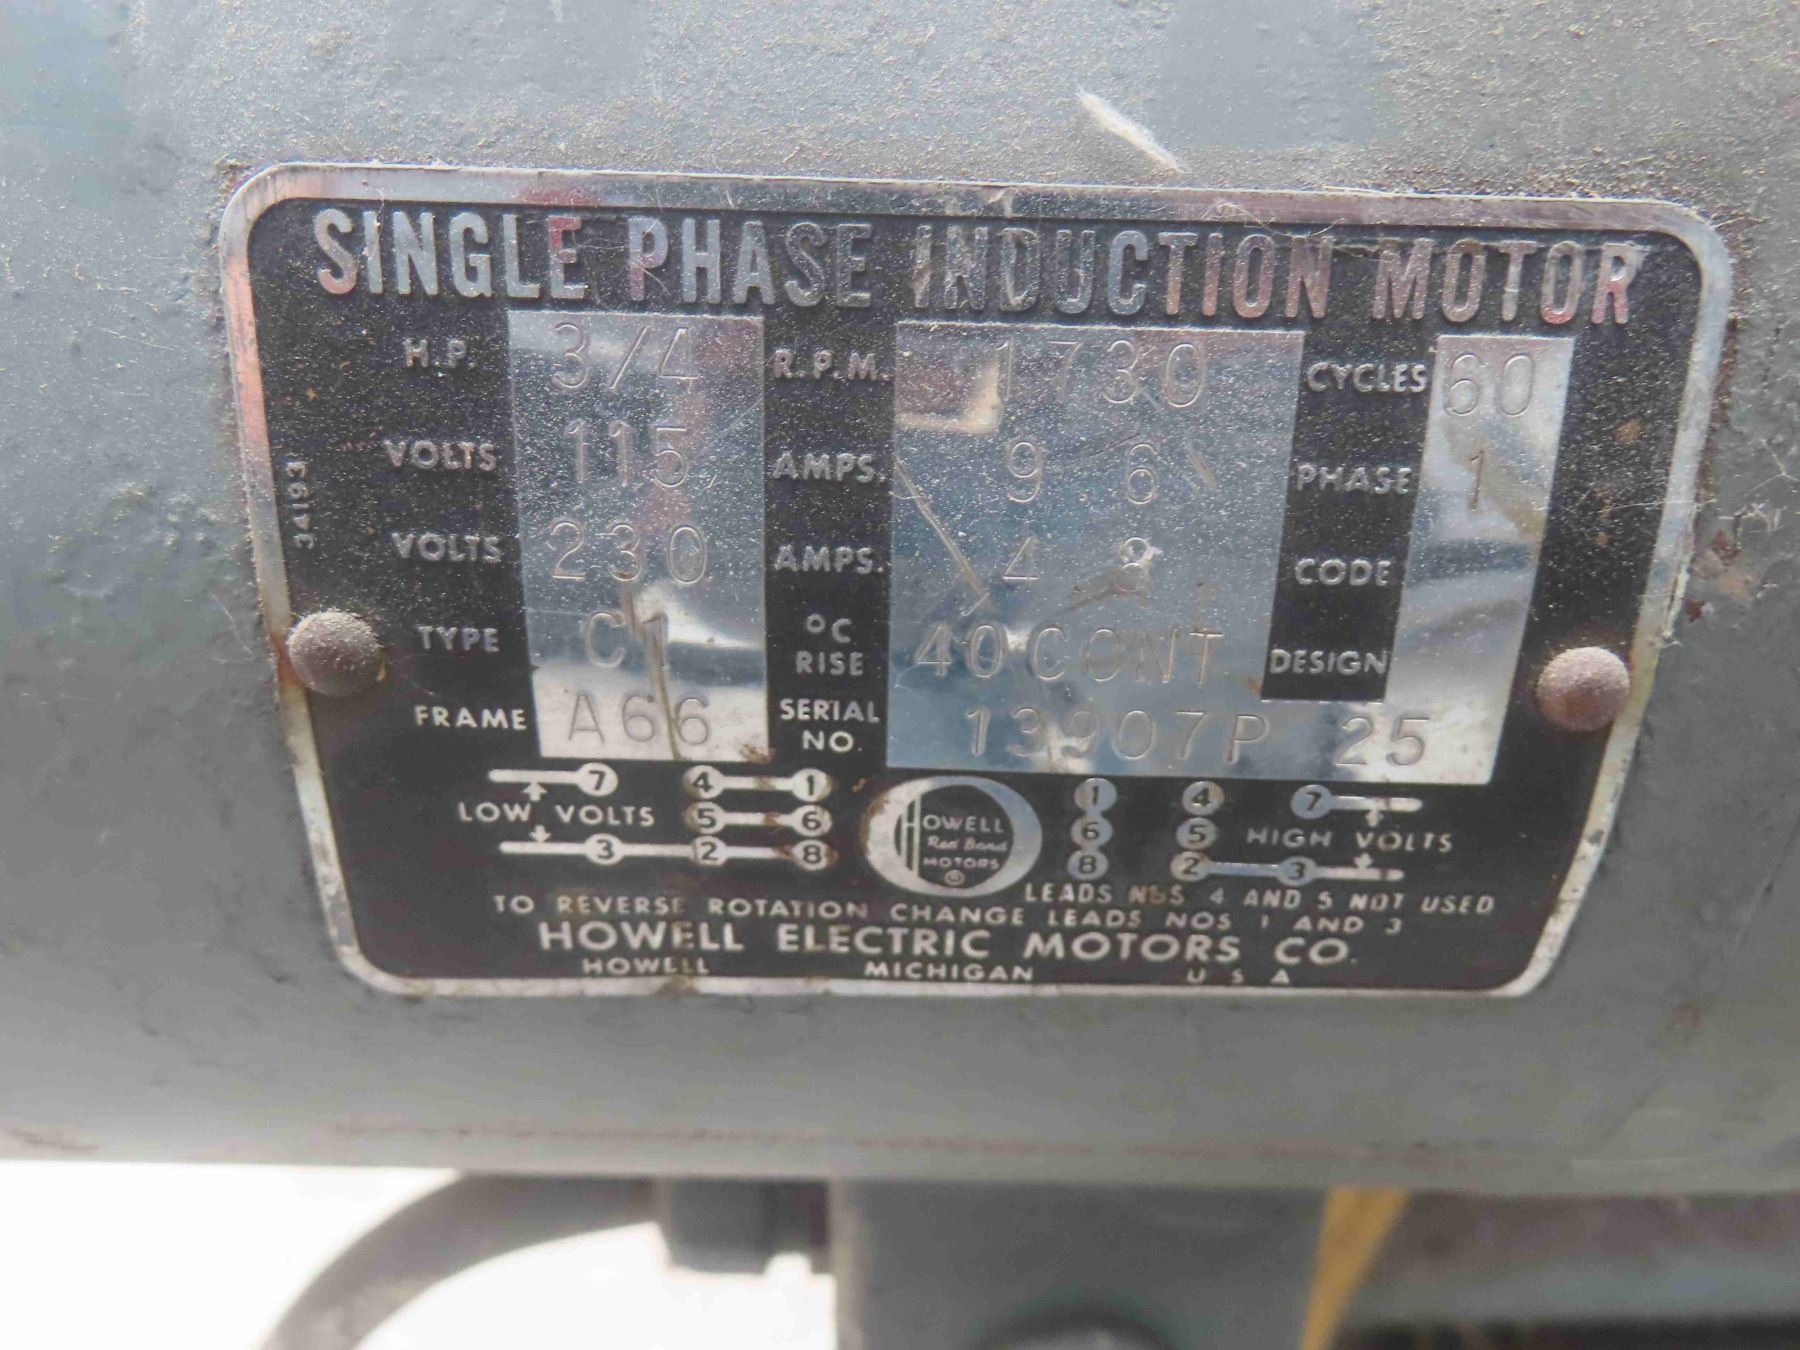 SINGLE PHASE INDUCTION MOTOR
H.P. 3/4 R.P.M. 1730 CYCLES 60
VOLTS 115 AMPS. 9.6 PHASE 1
VOLTS 230 AMPS. 4.8 CODE
TYPE C1 °C RISE 40CONT DESIGN
FRAME A66 SERIAL NO. 13907P 25
34193
7 4 1
LOW VOLTS 5 6
3 2 8
HOWELL
Red Band
MOTORS
1 4 7
6 5 HIGH VOLTS
8 2 3
LEADS NOS 4 AND 5 NOT USED
TO REVERSE ROTATION CHANGE LEADS NOS 1 AND 3
HOWELL ELECTRIC MOTORS CO.
HOWELL MICHIGAN U S A